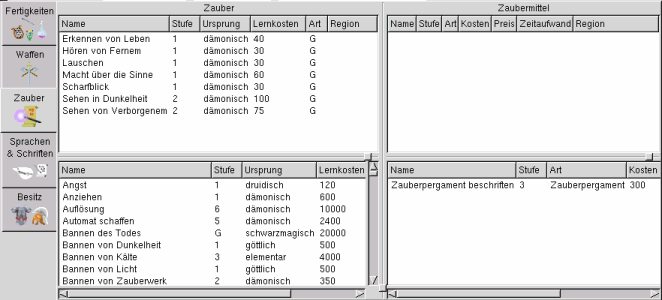 Fertigkeiten
Waffen
Zauber
Sprachen
& Schriften
Besitz
Zauber
Name Stufe Ursprung Lernkosten Art Region
Erkennen von Leben 1 dämonisch 40 G
Hören von Fernem 1 dämonisch 30 G
Lauschen 1 dämonisch 30 G
Macht über die Sinne 1 dämonisch 60 G
Scharfblick 1 dämonisch 30 G
Sehen in Dunkelheit 2 dämonisch 100 G
Sehen von Verborgenem 2 dämonisch 75 G
Name Stufe Ursprung Lernkosten
Angst 1 druidisch 120
Anziehen 1 dämonisch 600
Auflösung 6 dämonisch 10000
Automat schaffen 5 dämonisch 2400
Bannen des Todes G schwarzmagisch 20000
Bannen von Dunkelheit 1 göttlich 500
Bannen von Kälte 3 elementar 4000
Bannen von Licht 1 göttlich 500
Bannen von Zauberwerk 2 dämonisch 350
Zaubermittel
Name Stufe Art Kosten Preis Zeitaufwand Region
Name Stufe Art Kosten
Zauberpergament beschriften 3 Zauberpergament 300